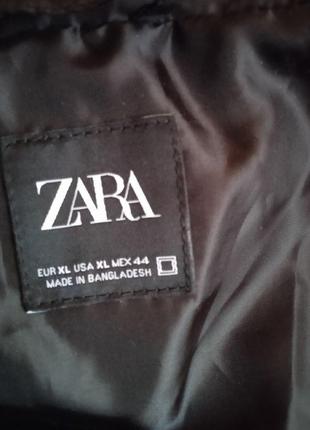 ZARA
EUR XL USA XL MEX 44
MADE IN BANGLADESH